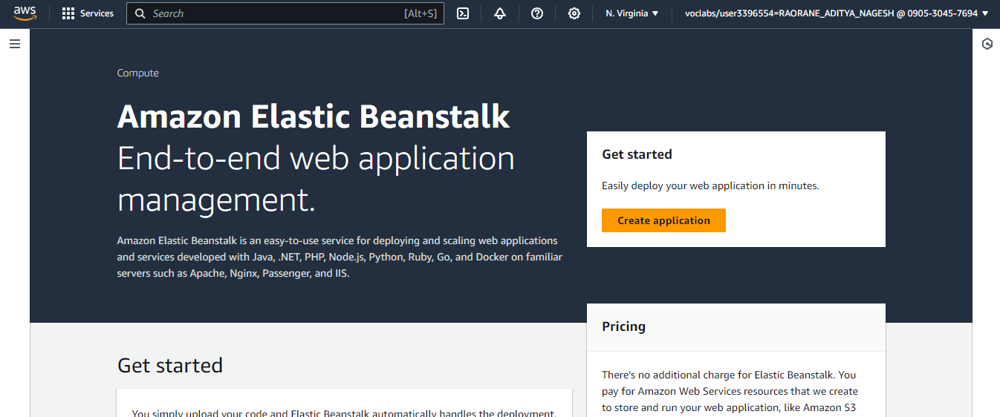 aws
Services
Search
[Alt+S]
N. Virginia
voclabs/user3396554=RAORANE_ADITYA_NAGESH @ 0905-3045-7694
Compute
Amazon Elastic Beanstalk
End-to-end web application
management.
Amazon Elastic Beanstalk is an easy-to-use service for deploying and scaling web applications
and services developed with Java, .NET, PHP, Node.js, Python, Ruby, Go, and Docker on familiar
servers such as Apache, Nginx, Passenger, and IIS.
Get started
Easily deploy your web application in minutes.
Create application
Pricing
There's no additional charge for Elastic Beanstalk. You
pay for Amazon Web Services resources that we create
to store and run your web application, like Amazon S3
Get started
You simply upload your code and Elastic Beanstalk automatically handles the deployment,